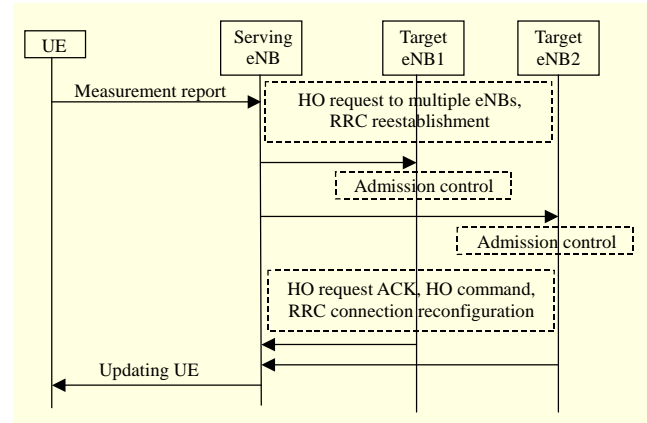 UE
Serving
eNB
Target
eNB1
Target
eNB2
Measurement report
HO request to multiple eNBs,
RRC reestablishment
Admission control
Admission control
HO request ACK, HO command,
RRC connection reconfiguration
Updating UE